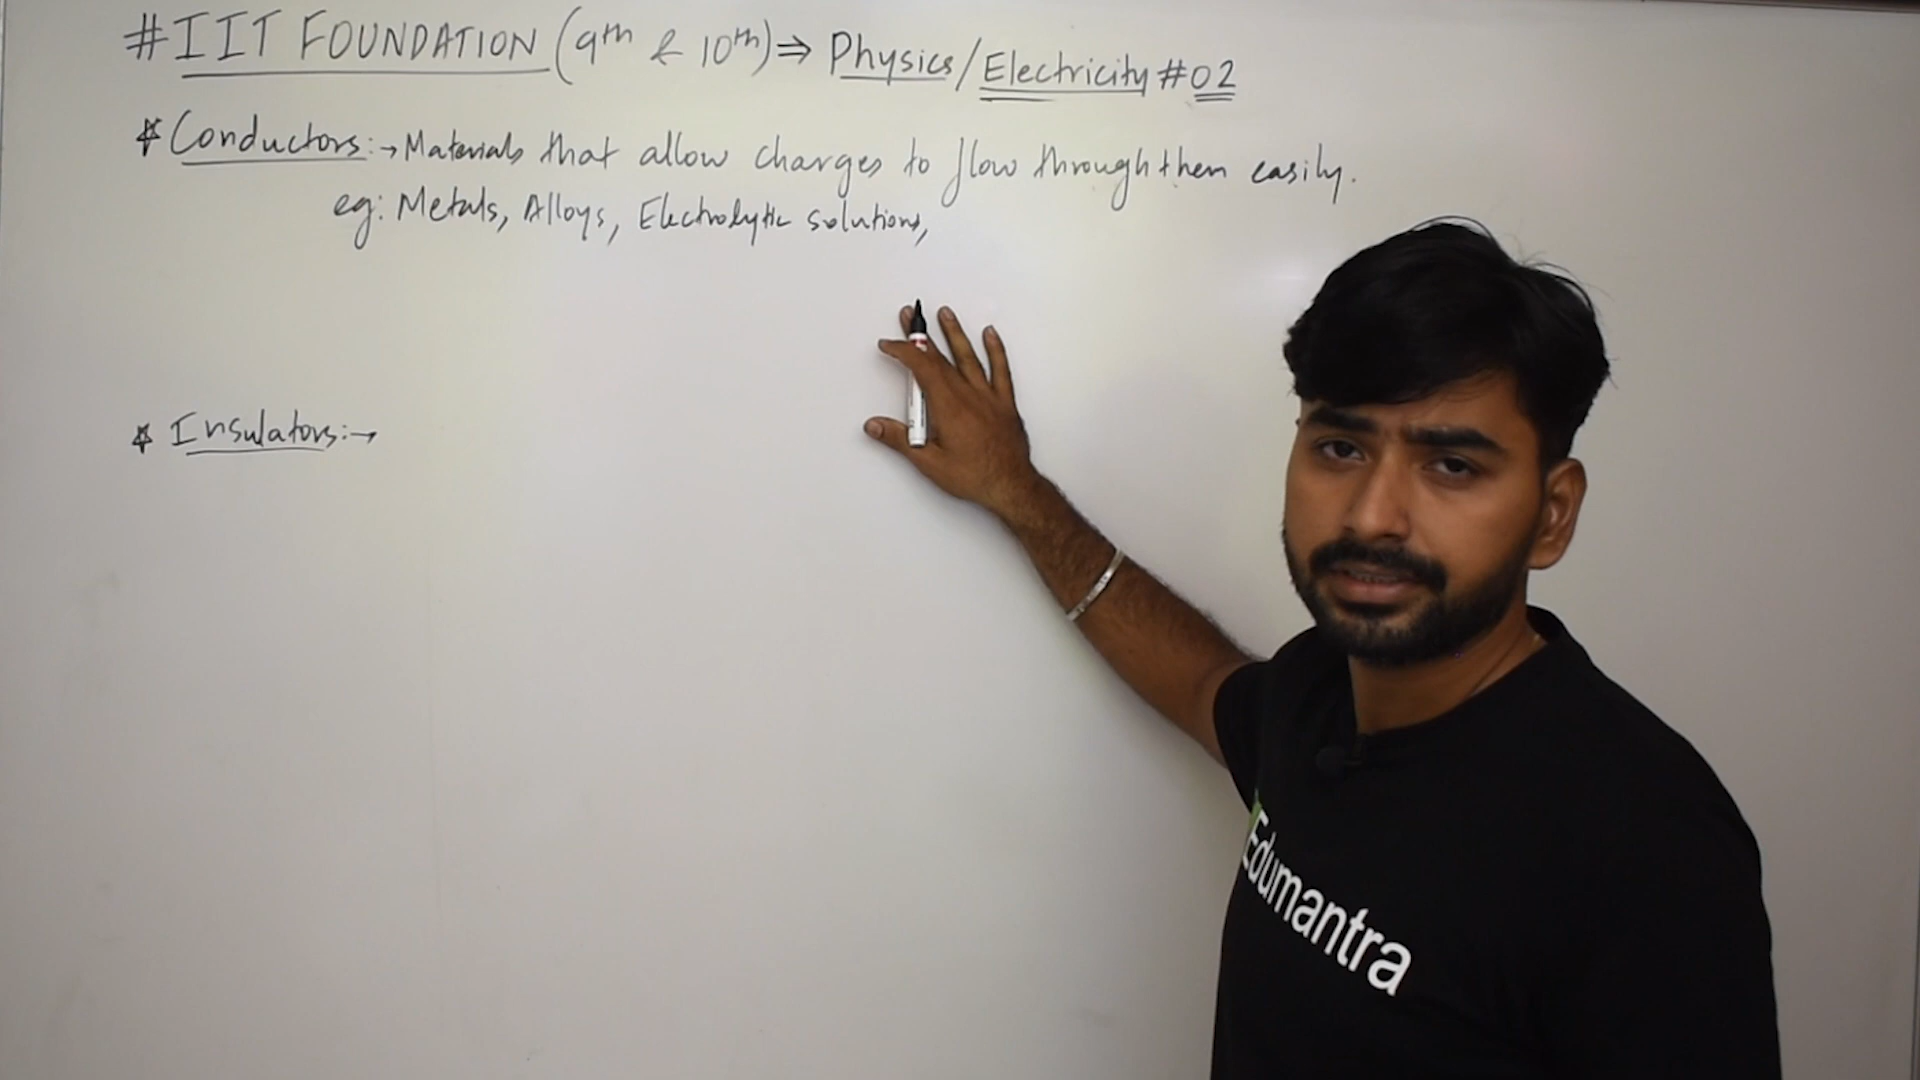 #IIT FOUNDATION (9th & 10th) ⇒ Physics/Electricity #02
* Conductors:→ Materials that allow charges to flow through them easily.
eg: Metals, Alloys, Electrolytic solutions,
* Insulators:→
Edumantra